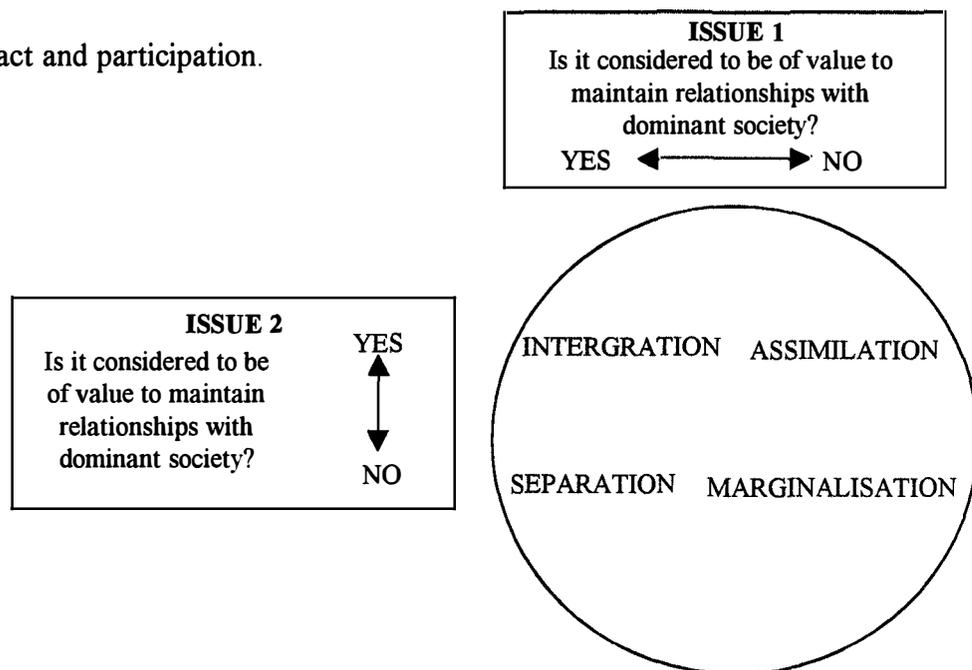 act and participation.
ISSUE 1
Is it considered to be of value to
maintain relationships with
dominant society?
YES NO
ISSUE 2
Is it considered to be
of value to maintain
relationships with
dominant society?
YES
NO
INTERGRATION ASSIMILATION
SEPARATION MARGINALISATION